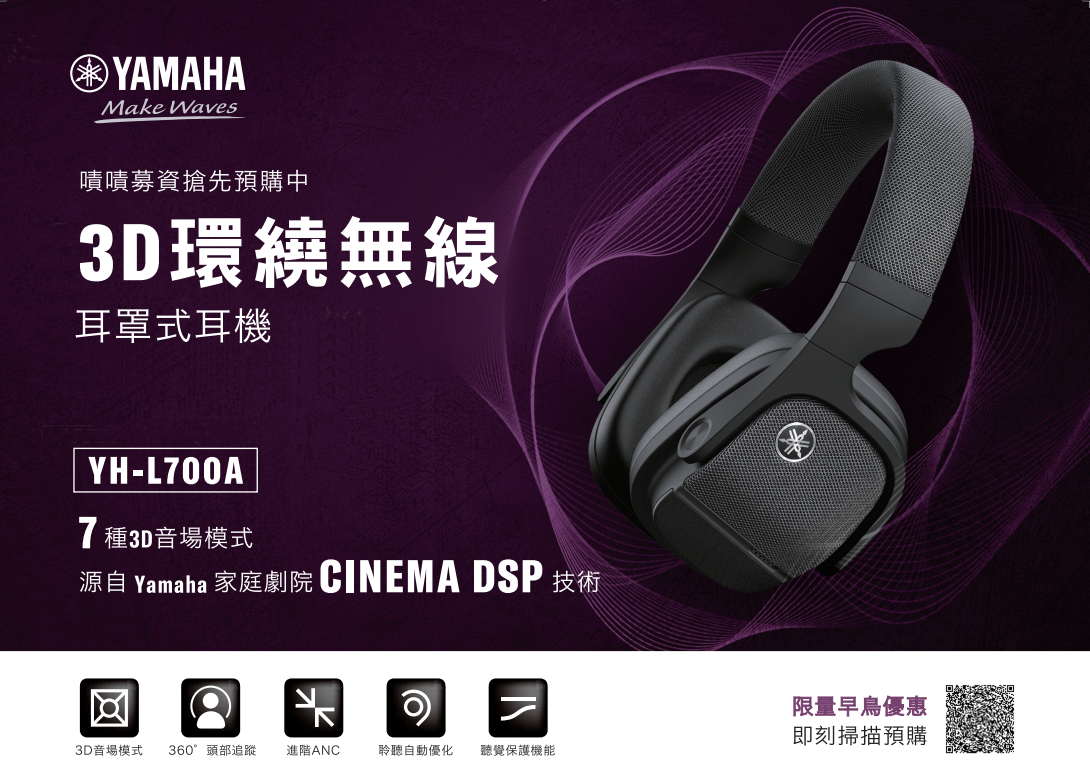 YAMAHA
Make Waves
嘖嘖募資搶先預購中
3D環繞無線
耳罩式耳機
YH-L700A
7種3D音場模式
源自 Yamaha 家庭劇院 CINEMA DSP 技術
3D音場模式
360°頭部追蹤
進階ANC
聆聽自動優化
聽覺保護機能
限量早鳥優惠
即刻掃描預購